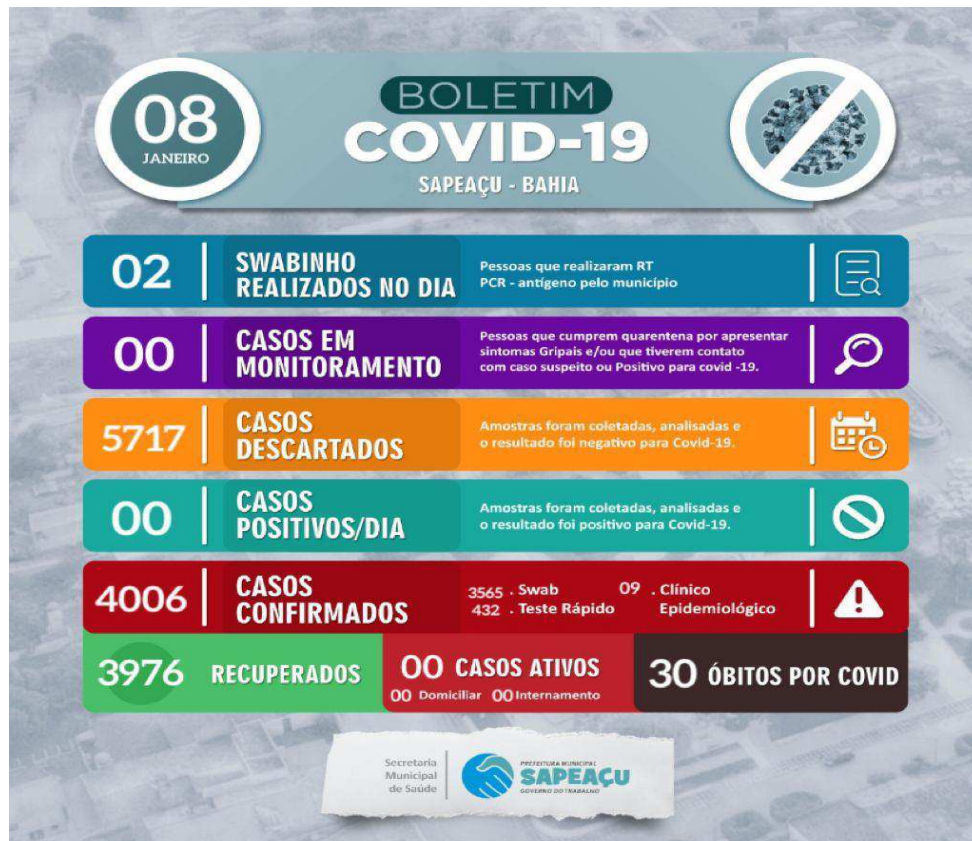 08
JANEIRO
BOLETIM
COVID-19
SAPEAÇU - BAHIA
02
SWABINHO
REALIZADOS NO DIA
Pessoas que realizaram RT
PCR - antígeno pelo município
00
CASOS EM
MONITORAMENTO
Pessoas que cumprem quarentena por apresentar
sintomas Gripais e/ou que tiverem contato
com caso suspeito ou Positivo para covid -19.
5717
CASOS
DESCARTADOS
Amostras foram coletadas, analisadas e
o resultado foi negativo para Covid-19.
00
CASOS
POSITIVOS/DIA
Amostras foram coletadas, analisadas e
o resultado foi positivo para Covid-19.
4006
CASOS
CONFIRMADOS
3565 . Swab 09 . Clínico
432 . Teste Rápido Epidemiológico
3976 RECUPERADOS
00 CASOS ATIVOS
00 Domiciliar 00 Internamento
30 ÓBITOS POR COVID
Secretaria
Municipal
de Saúde
PREFEITURA MUNICIPAL
SAPEAÇU
GOVERNO DO TRABALHO